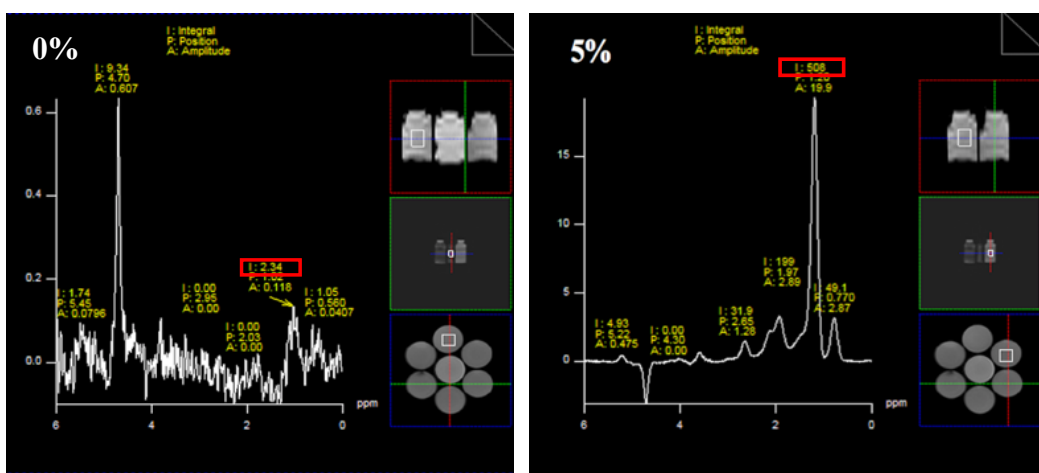 0%
I : Integral
P: Position
A: Amplitude
I : 9.34
P: 4.70
A: 0.607
0.6
0.4
0.2
0.0
I : 1.74
P: 5.45
A: 0.0796
I : 0.00
P: 2.95
A: 0.00
I : 0.00
P: 2.03
A: 0.00
I : 2.34
P: 1.02
A: 0.118
I : 1.05
P: 0.560
A: 0.0407
6
4
2
0
ppm
5%
I : Integral
P: Position
A: Amplitude
I : 508
P: 1.20
A: 19.9
15
10
5
0
I : 4.93
P: 5.22
A: 0.475
I : 0.00
P: 4.30
A: 0.00
I : 31.9
P: 2.65
A: 1.28
I : 199
P: 1.97
A: 2.89
I : 49.1
P: 0.770
A: 2.87
6
4
2
0
ppm